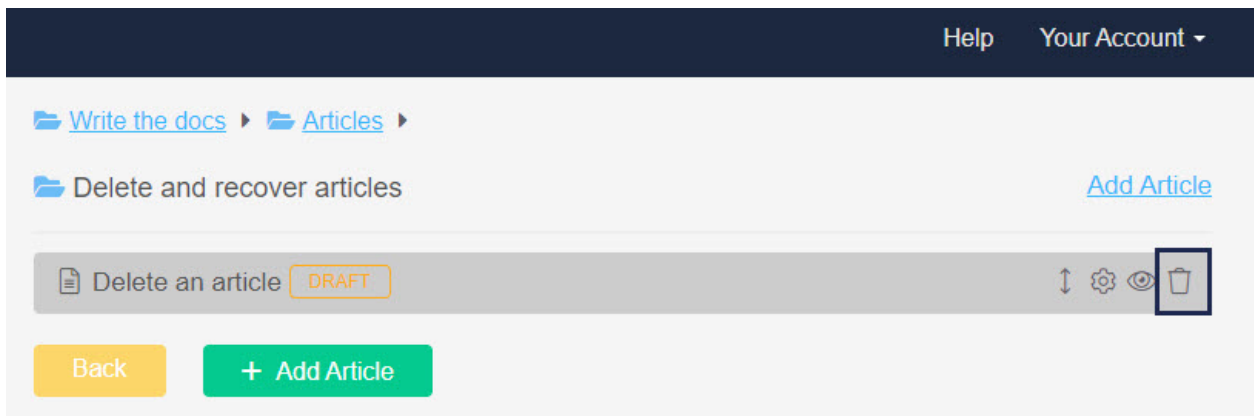 Help Your Account
Write the docs Articles
Delete and recover articles Add Article
Delete an article DRAFT
Back + Add Article